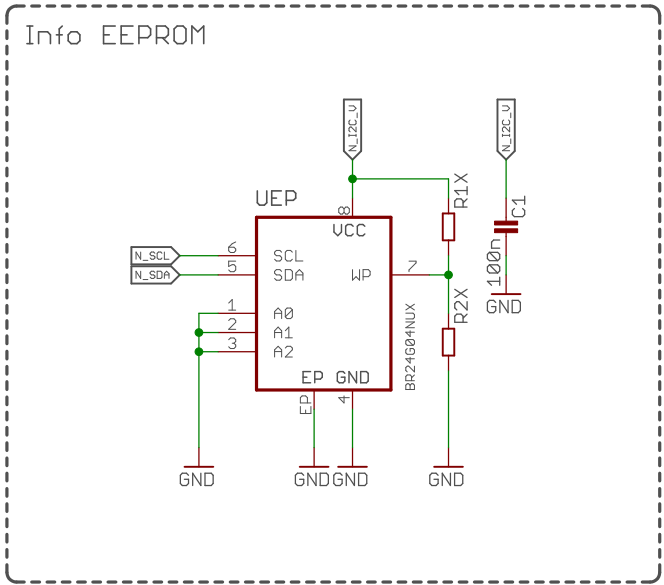 Info EEPROM
N_I2C_V
N_I2C_V
R1X
C1
UEP
8
VCC
N_SCL
6
SCL
N_SDA
5
SDA
WP
7
100n
GND
R2X
1
A0
2
A1
3
A2
BR24G04NUX
EP
GND
EP
4
GND
GND
GND
GND